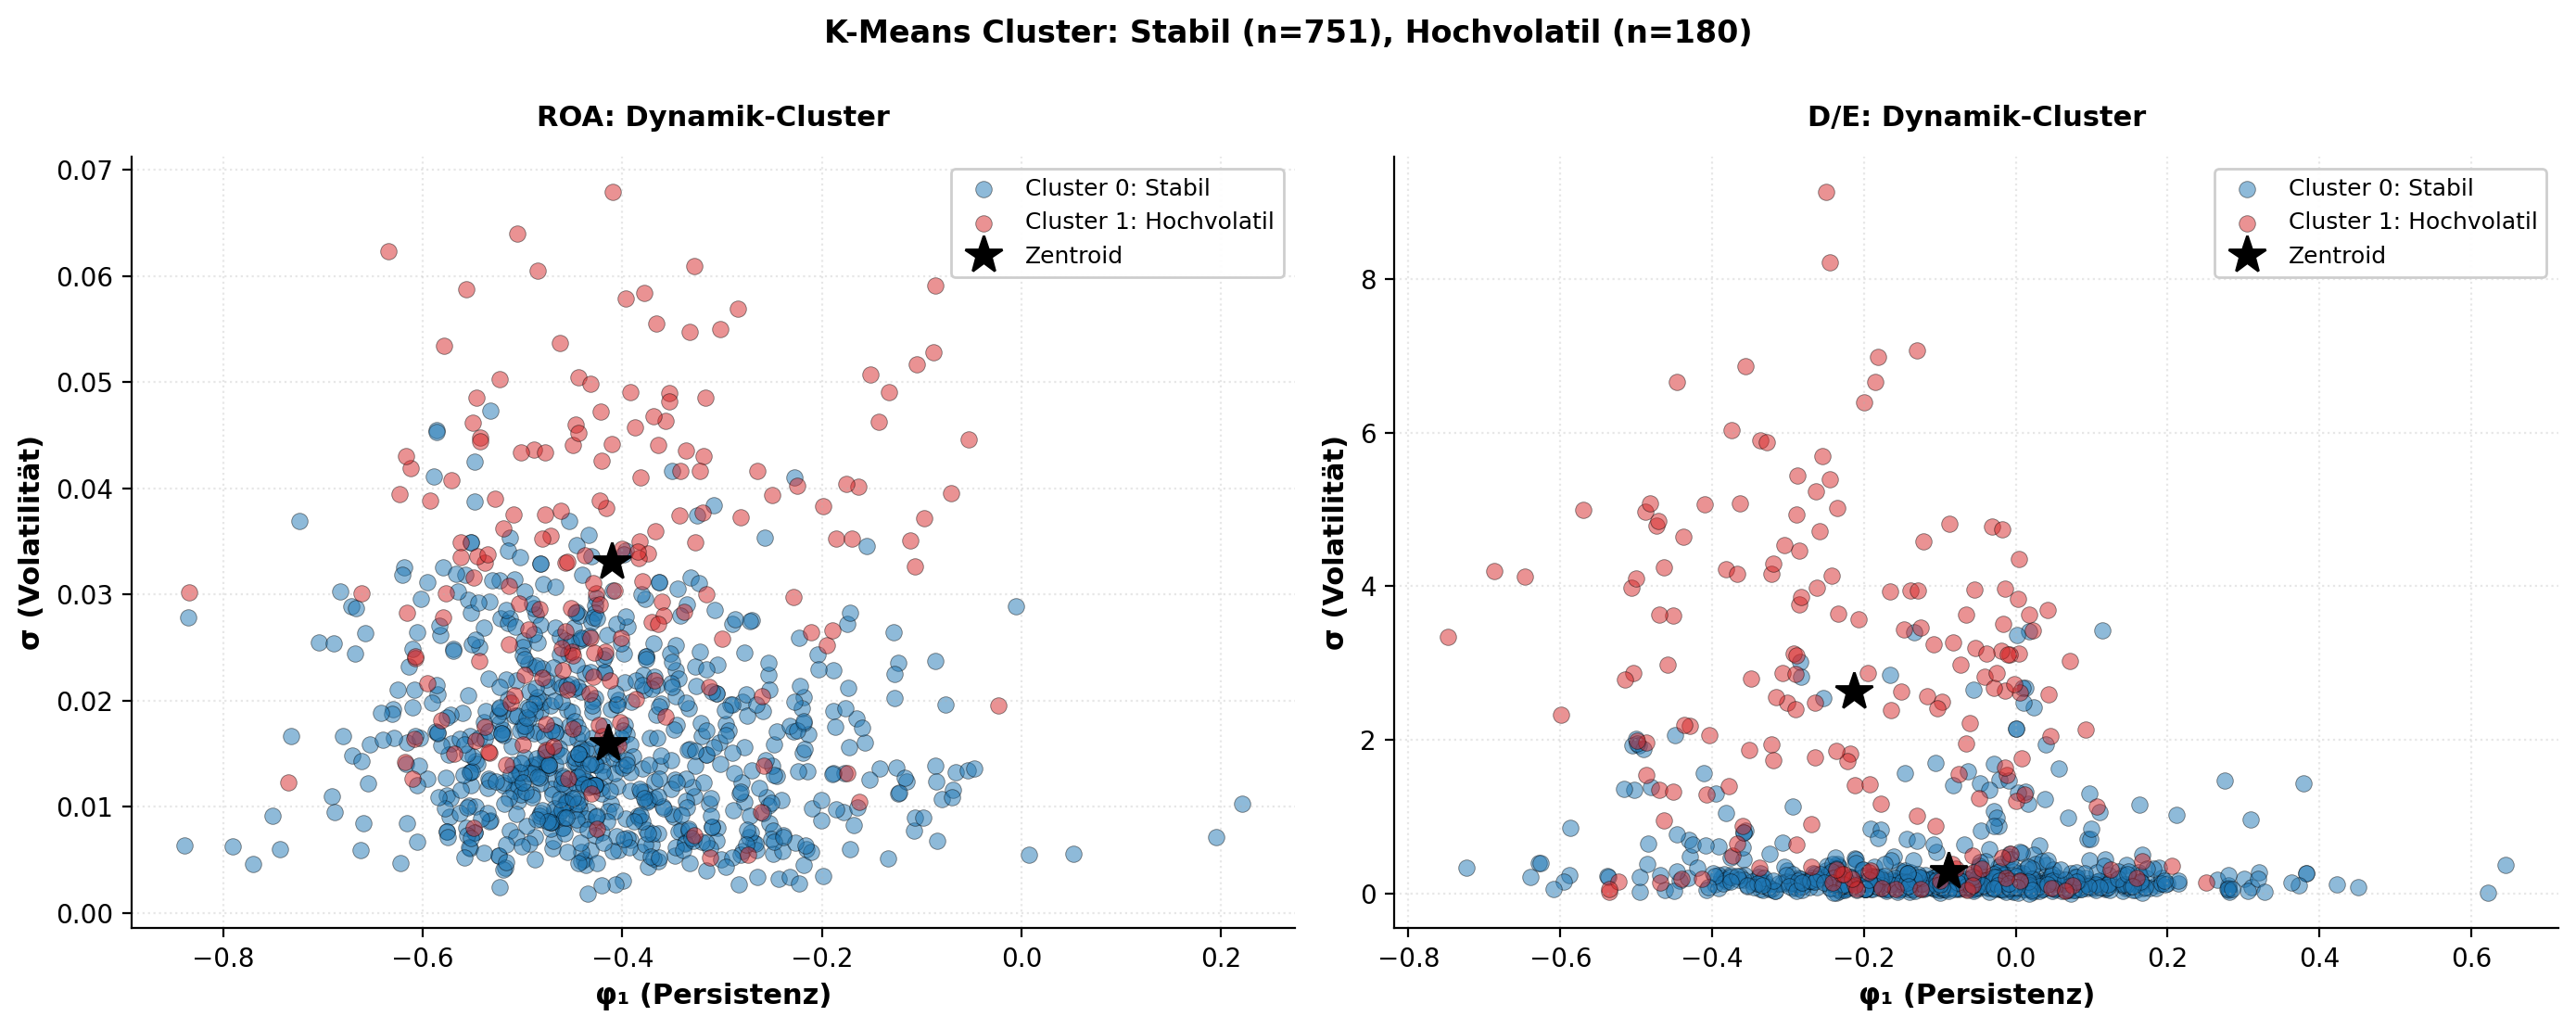 K-Means Cluster: Stabil (n=751), Hochvolatil (n=180)
ROA: Dynamik-Cluster
Cluster 0: Stabil
Cluster 1: Hochvolatil
Zentroid
σ (Volatilität)
0.07
0.06
0.05
0.04
0.03
0.02
0.01
0.00
−0.8
−0.6
−0.4
−0.2
0.0
0.2
φ₁ (Persistenz)
D/E: Dynamik-Cluster
Cluster 0: Stabil
Cluster 1: Hochvolatil
Zentroid
σ (Volatilität)
8
6
4
2
0
−0.8
−0.6
−0.4
−0.2
0.0
0.2
0.4
0.6
φ₁ (Persistenz)